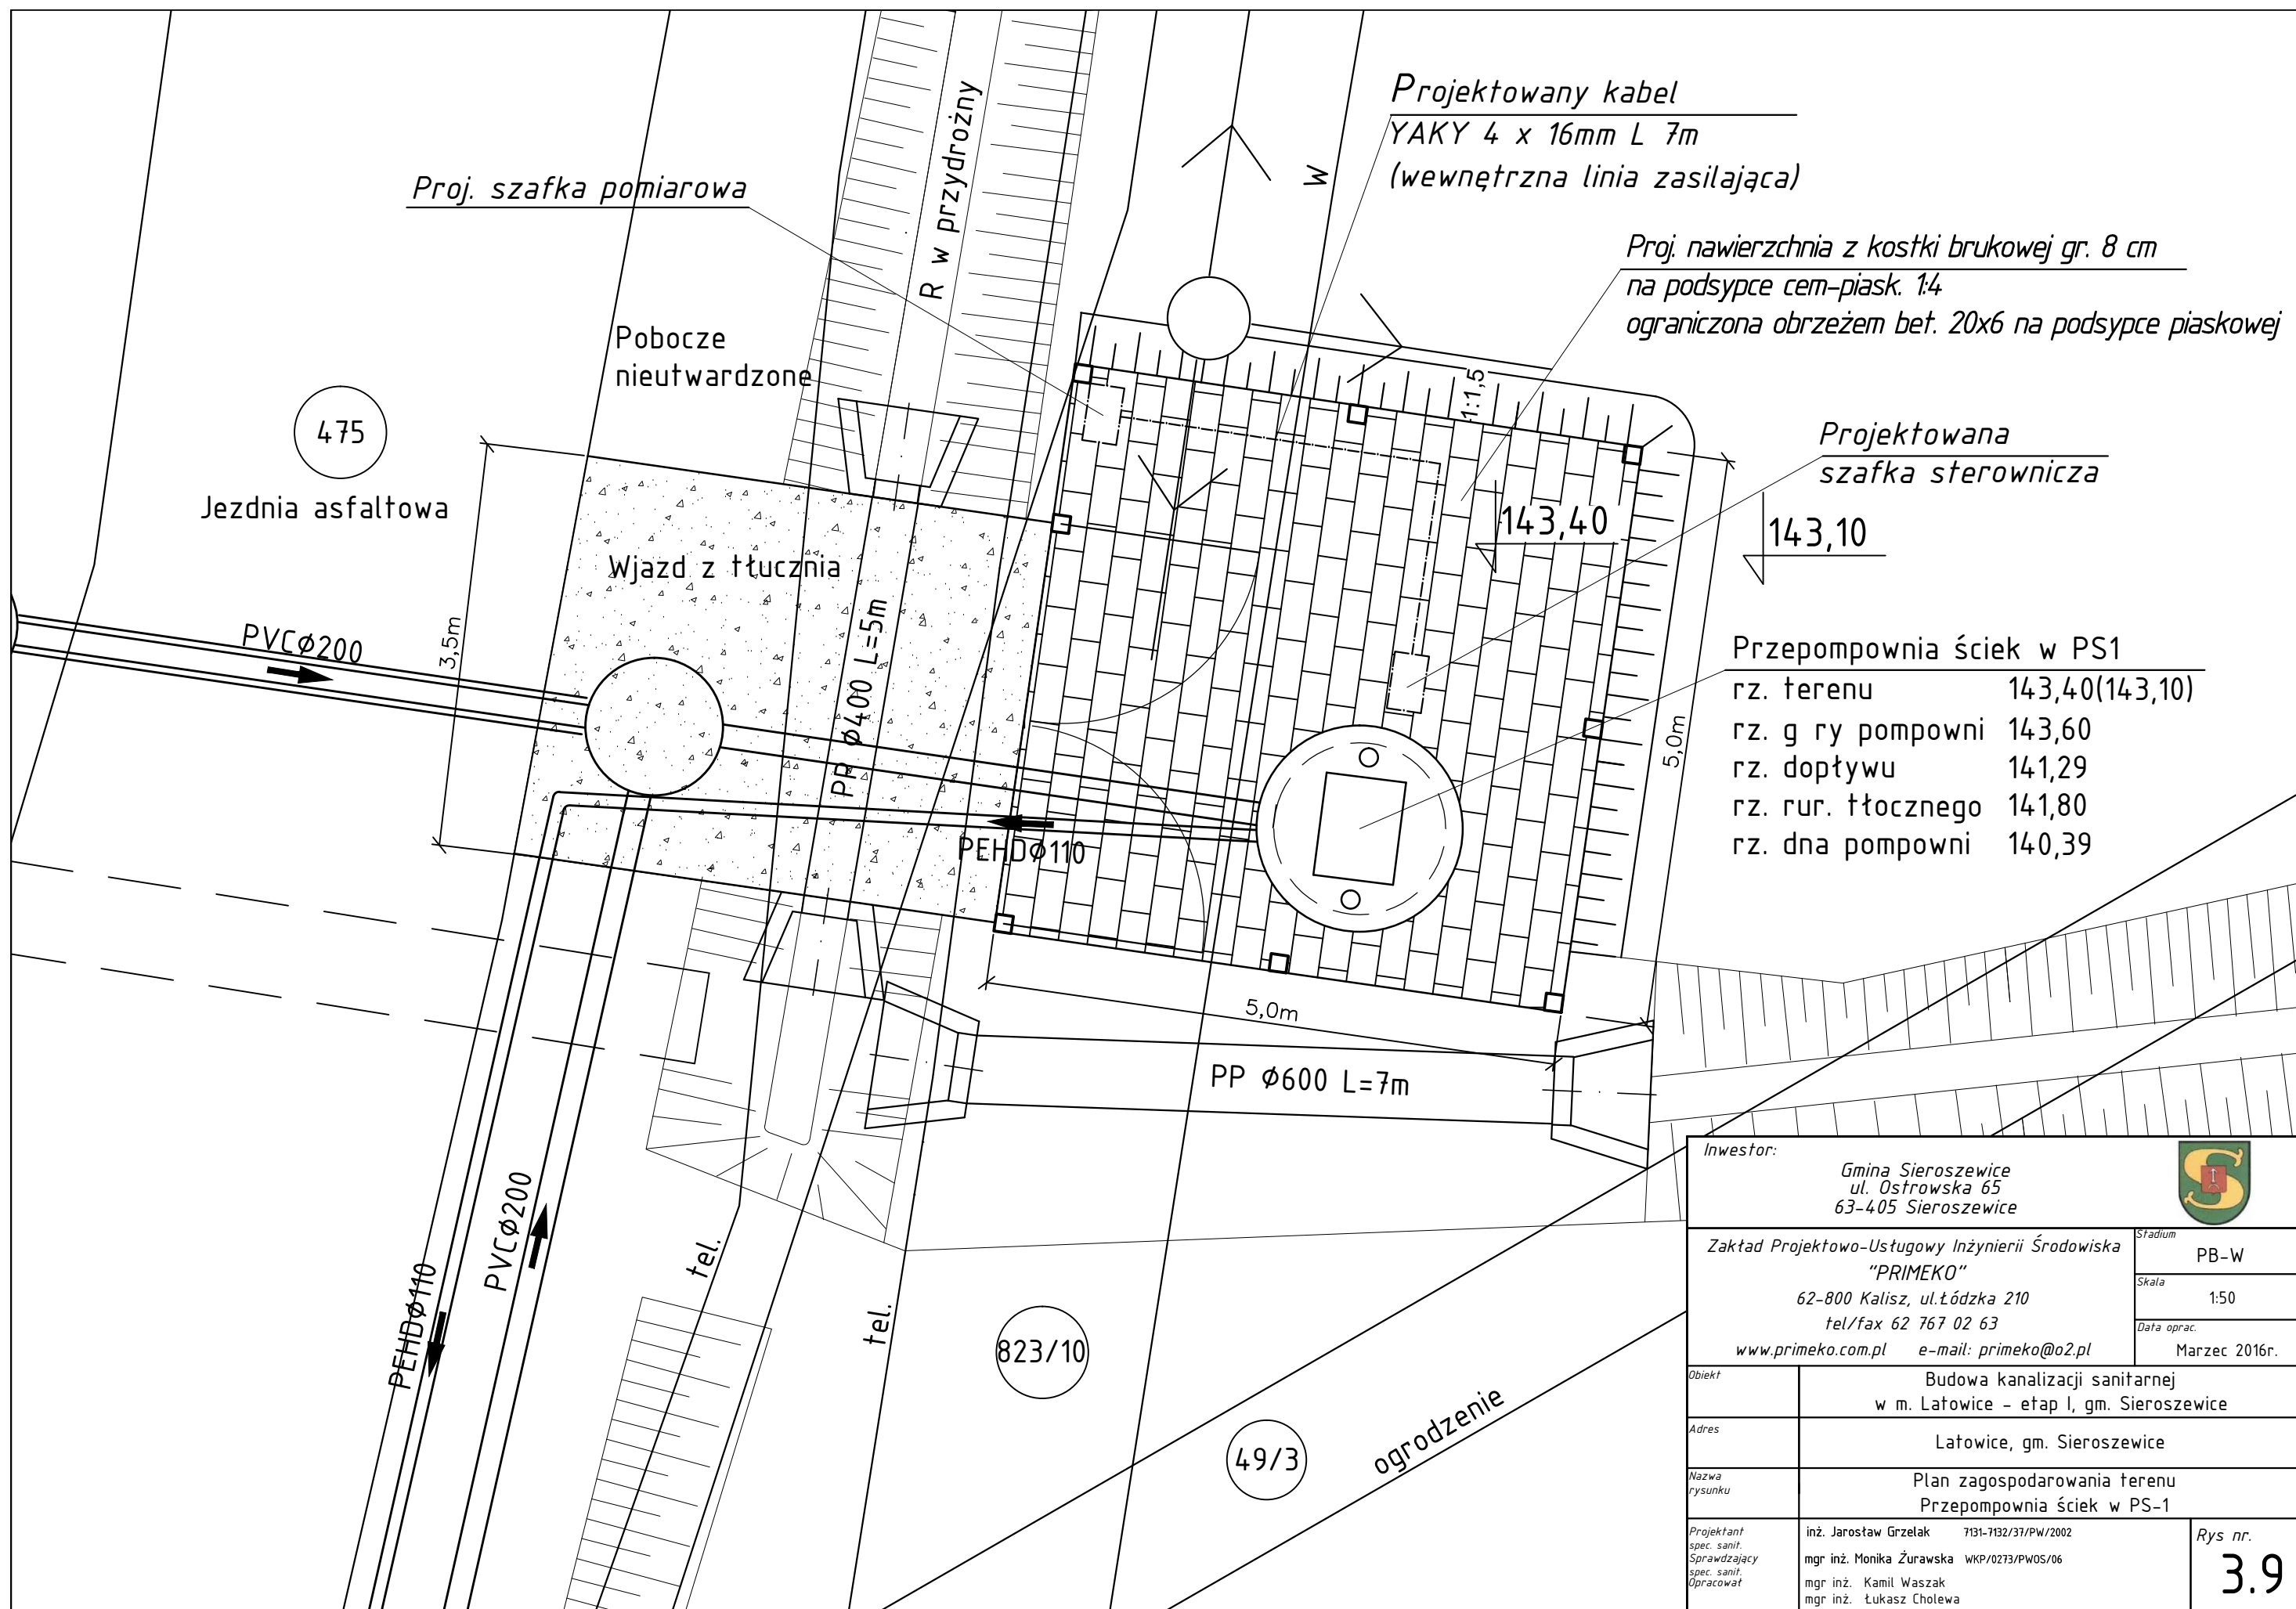 Projektowany kabel
YAKY 4 x 16mm L 7m
(wewnętrzna linia zasilająca)
Proj. szafka pomiarowa
R w przydrożny
W
Proj. nawierzchnia z kostki brukowej gr. 8 cm
na podsypce cem-piask. 1:4
ograniczona obrzeżem bet. 20x6 na podsypce piaskowej
Pobocze
nieutwardzone
475
Jezdnia asfaltowa
1:1,5
Projektowana
szafka sterownicza
143,40
143,10
Wjazd z tłucznia
3,5m
PVCϕ200
PP ϕ400 L=5m
5,0m
Przepompownia ściek w PS1
rz. terenu 143,40(143,10)
rz. g ry pompowni 143,60
rz. dopływu 141,29
rz. rur. tłocznego 141,80
rz. dna pompowni 140,39
PEHDϕ110
5,0m
PP ϕ600 L=7m
PVCϕ200
PEHDϕ110
tel.
tel.
823/10
49/3
ogrodzenie
Inwestor:
Gmina Sieroszewice
ul. Ostrowska 65
63-405 Sieroszewice
Zakład Projektowo-Usługowy Inżynierii Środowiska
"PRIMEKO"
62-800 Kalisz, ul.Łódzka 210
tel/fax 62 767 02 63
www.primeko.com.pl e-mail: primeko@o2.pl
Stadium
PB-W
Skala
1:50
Data oprac.
Marzec 2016r.
Obiekt
Budowa kanalizacji sanitarnej
w m. Latowice - etap I, gm. Sieroszewice
Adres
Latowice, gm. Sieroszewice
Nazwa
rysunku
Plan zagospodarowania terenu
Przepompownia ściek w PS-1
Projektant
spec. sanit.
inż. Jarosław Grzelak 7131-7132/37/PW/2002
Sprawdzający
spec. sanit.
mgr inż. Monika Żurawska WKP/0273/PWOS/06
Opracował
mgr inż. Kamil Waszak
mgr inż. Łukasz Cholewa
Rys nr.
3.9